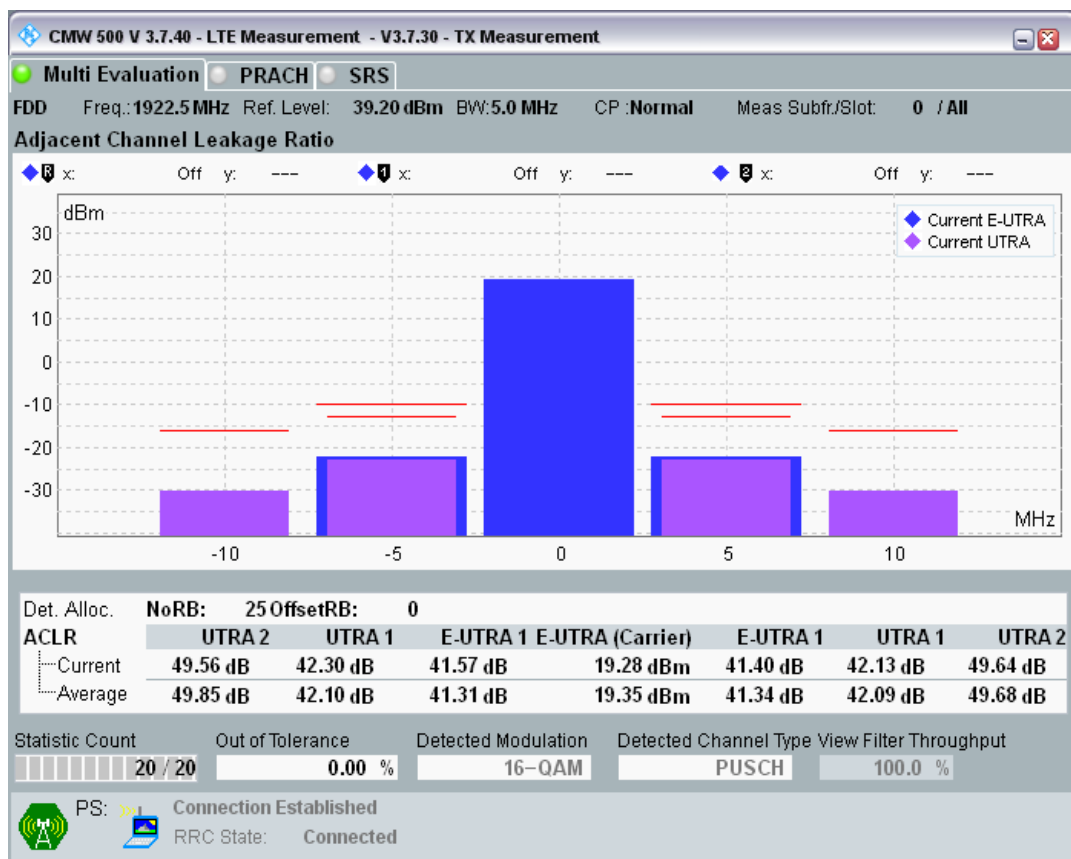 CMW 500 V 3.7.40 - LTE Measurement - V3.7.30 - TX Measurement
Multi Evaluation PRACH SRS
FDD Freq.: 1922.5 MHz Ref. Level: 39.20 dBm BW: 5.0 MHz CP : Normal Meas Subfr./Slot: 0 / All
Adjacent Channel Leakage Ratio
R x: Off y: --- 1 x: Off y: --- 2 x: Off y: ---
dBm
Current E-UTRA
Current UTRA
30
20
10
0
-10
-20
-30
MHz
-10 -5 0 5 10
Det. Alloc. NoRB: 25 OffsetRB: 0
ACLR UTRA 2 UTRA 1 E-UTRA 1 E-UTRA (Carrier) E-UTRA 1 UTRA 1 UTRA 2
Current 49.56 dB 42.30 dB 41.57 dB 19.28 dBm 41.40 dB 42.13 dB 49.64 dB
Average 49.85 dB 42.10 dB 41.31 dB 19.35 dBm 41.34 dB 42.09 dB 49.68 dB
Statistic Count Out of Tolerance Detected Modulation Detected Channel Type View Filter Throughput
20 / 20 0.00 % 16-QAM PUSCH 100.0 %
PS: Connection Established
RRC State: Connected